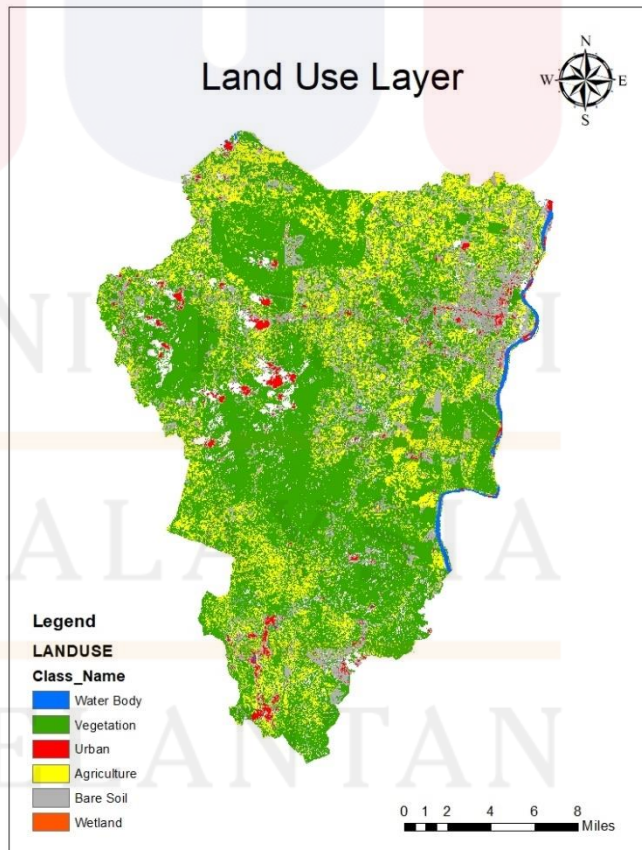 Land Use Layer
N
W E
S
Legend
LANDUSE
Class_Name
Water Body
Vegetation
Urban
Agriculture
Bare Soil
Wetland
0 1 2 4 6 8
Miles